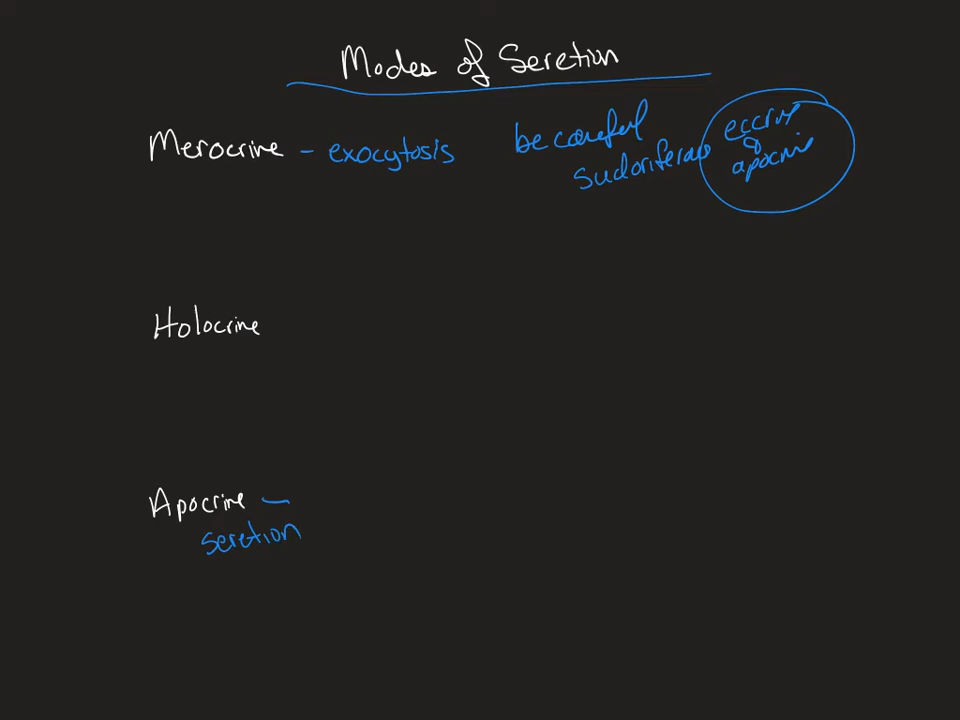 Modes of Seretion
Merocrine - exocytosis
be careful
sudoriferous
eccrine
&
apocrine
Holocrine
Apocrine -
seretion